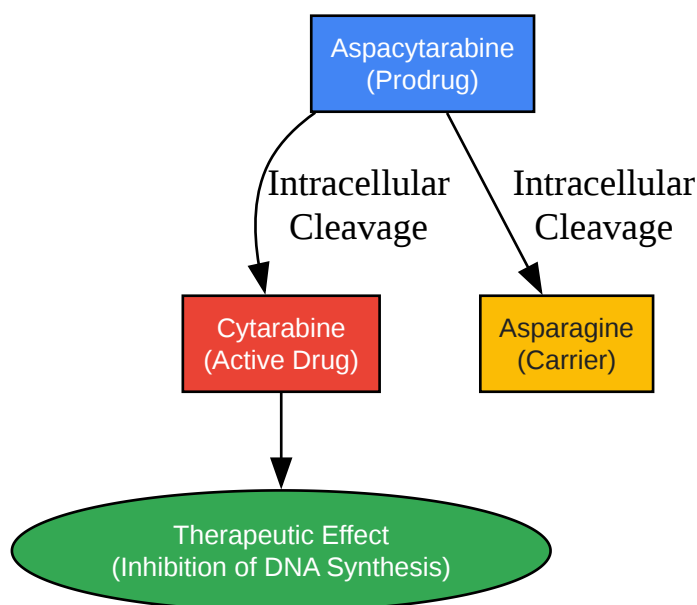 Aspacytarabine
(Prodrug)
Intracellular
Cleavage
Intracellular
Cleavage
Cytarabine
(Active Drug)
Asparagine
(Carrier)
Therapeutic Effect
(Inhibition of DNA Synthesis)